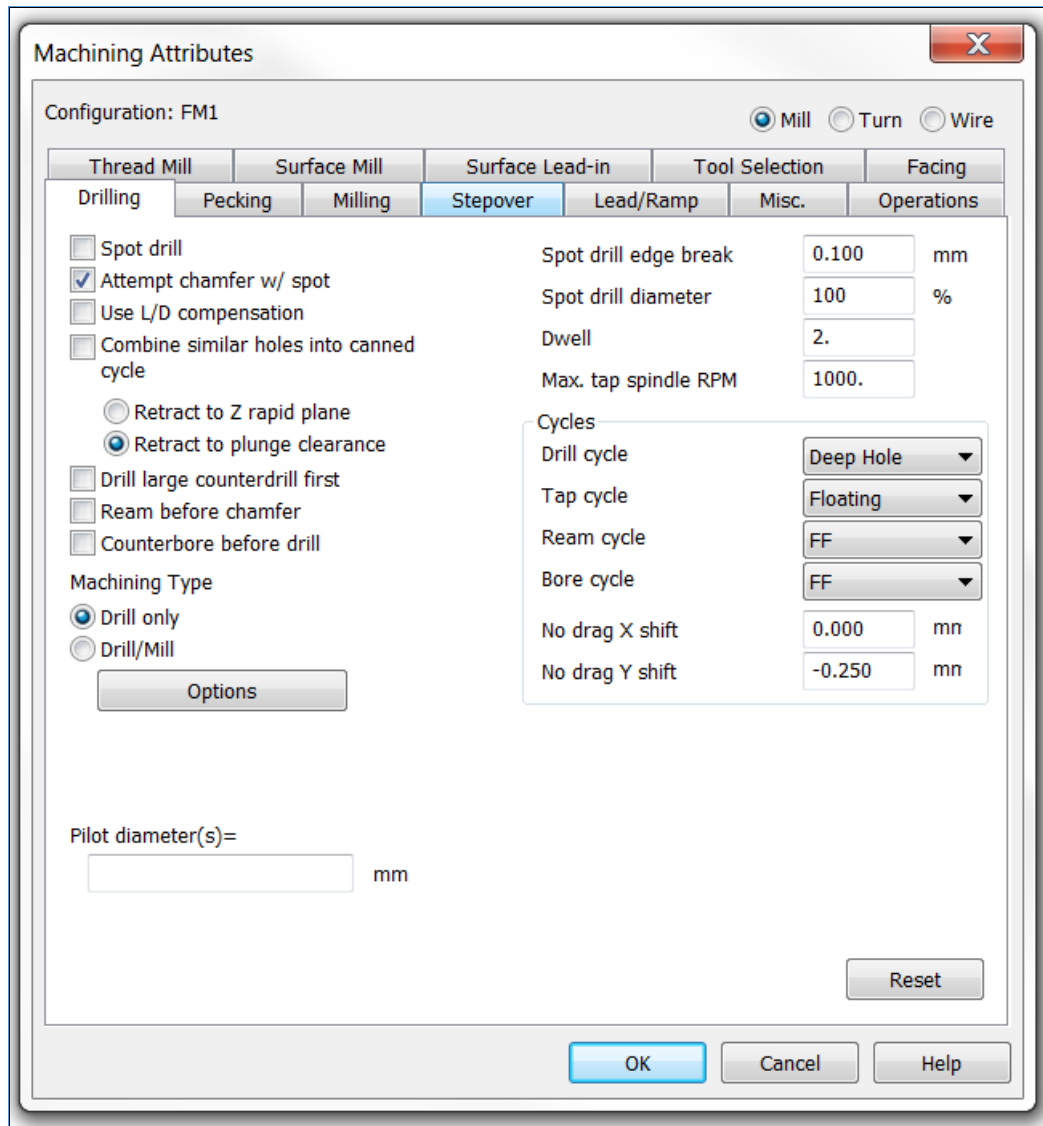 Machining Attributes
Configuration: FM1
Mill Turn Wire
Thread Mill Surface Mill Surface Lead-in Tool Selection Facing
Drilling Pecking Milling Stepover Lead/Ramp Misc. Operations
Spot drill
Attempt chamfer w/ spot
Use L/D compensation
Combine similar holes into canned
cycle
Retract to Z rapid plane
Retract to plunge clearance
Drill large counterdrill first
Ream before chamfer
Counterbore before drill
Machining Type
Drill only
Drill/Mill
Options
Pilot diameter(s)=
mm
Spot drill edge break 0.100 mm
Spot drill diameter 100 %
Dwell 2.
Max. tap spindle RPM 1000.
Cycles
Drill cycle Deep Hole
Tap cycle Floating
Ream cycle FF
Bore cycle FF
No drag X shift 0.000 mm
No drag Y shift -0.250 mm
Reset
OK Cancel Help